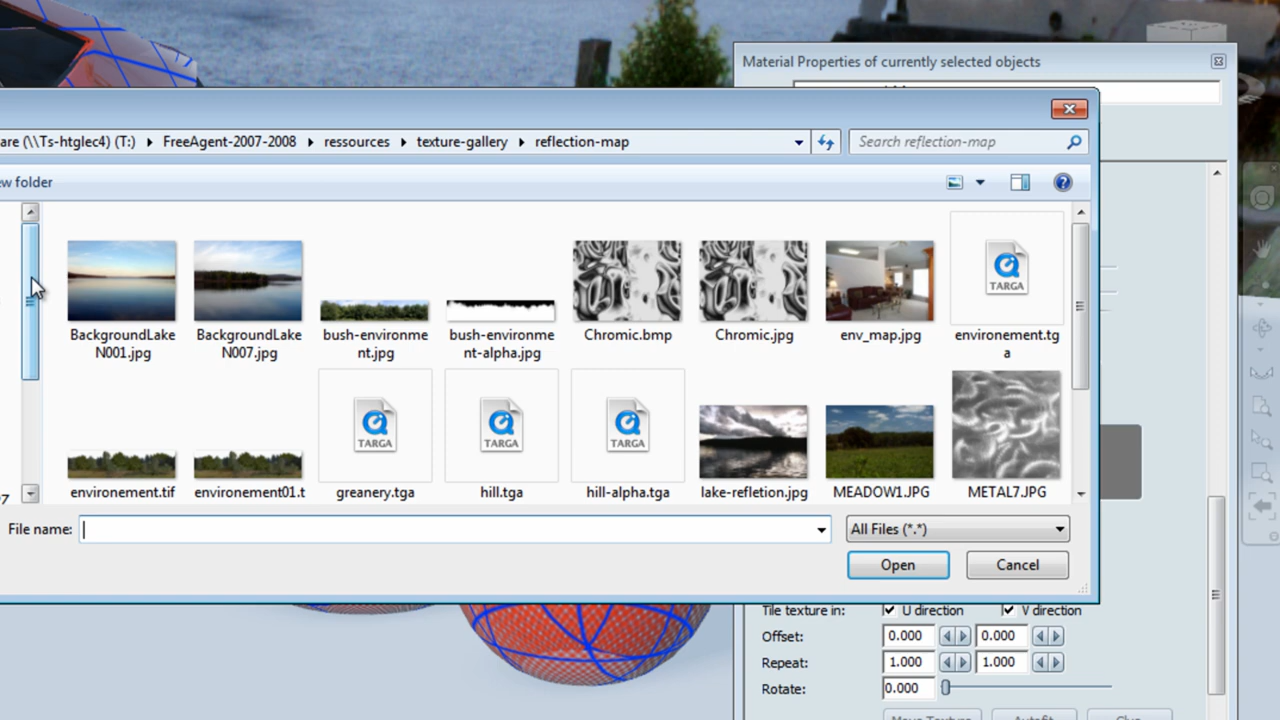 Material Properties of currently selected objects
are (\\Ts-htglec4) (T:) FreeAgent-2007-2008 ressources texture-gallery reflection-map
Search reflection-map
ew folder
TARGA
BackgroundLake
N001.jpg
BackgroundLake
N007.jpg
bush-environme
nt.jpg
bush-environme
nt-alpha.jpg
Chromic.bmp
Chromic.jpg
env_map.jpg
environement.tg
a
TARGA
TARGA
TARGA
environement.tif
environement01.t
greanery.tga
hill.tga
hill-alpha.tga
lake-refletion.jpg
MEADOW1.JPG
METAL7.JPG
File name:
All Files (*.*)
Open
Cancel
Tile texture in:
U direction
V direction
Offset:
0.000
0.000
Repeat:
1.000
1.000
Rotate:
0.000
Move Texture
Autofit